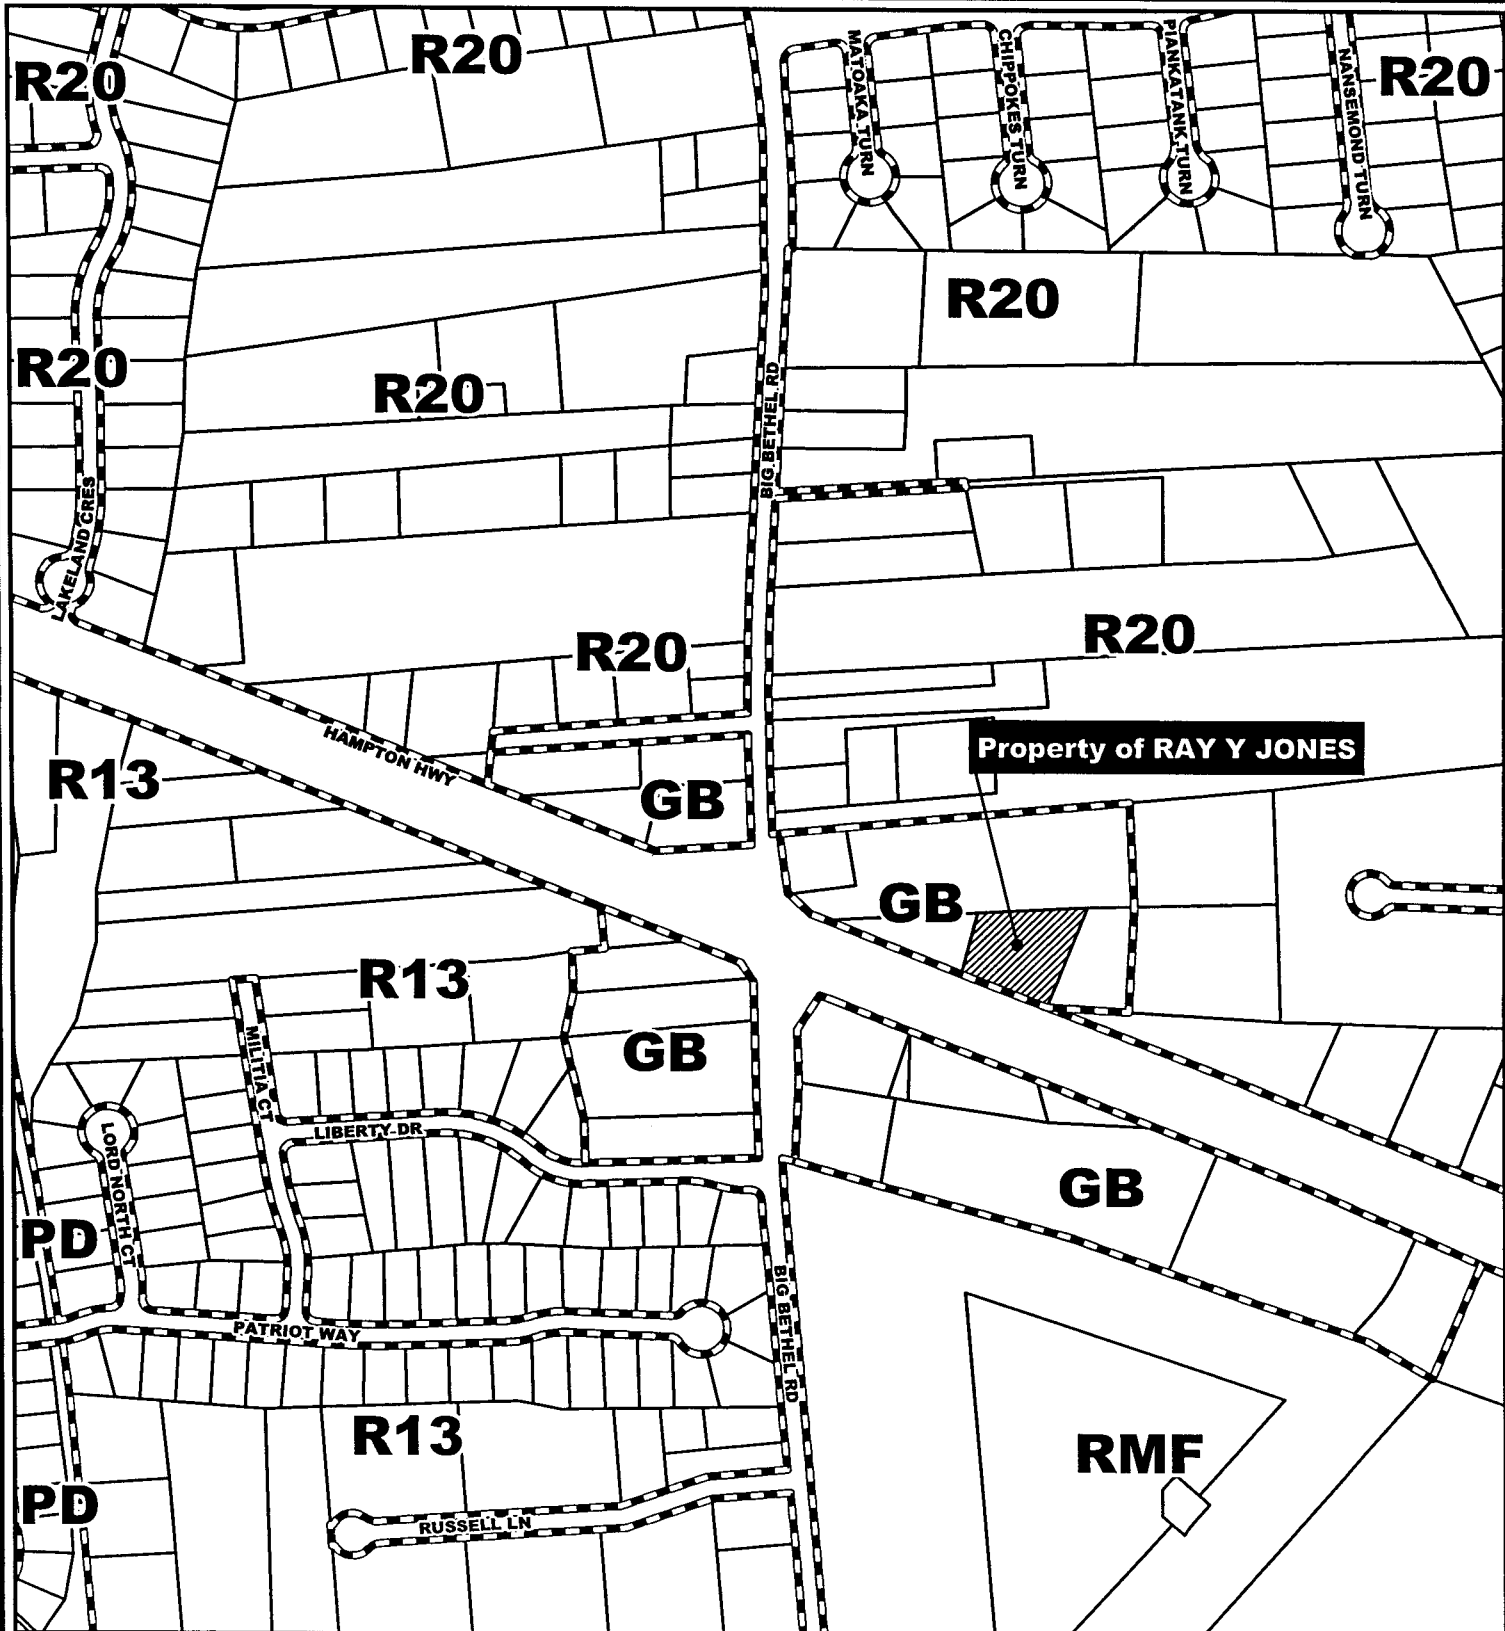 MATOAKA TURN
CHIPPOKES TURN
PIANKATANK TURN
NANSEMOND TURN
R20
R20
R20
R20
R20
R20
BIG BETHEL RD
LAKELAND CRES
R20
R20
R20
HAMPTON HWY
Property of RAY Y JONES
R13
GB
GB
R13
MILITIA CT
GB
LIBERTY DR
LORD NORTH CT
GB
PD
BIG BETHEL RD
PATRIOT WAY
R13
RMF
PD
RUSSELL LN